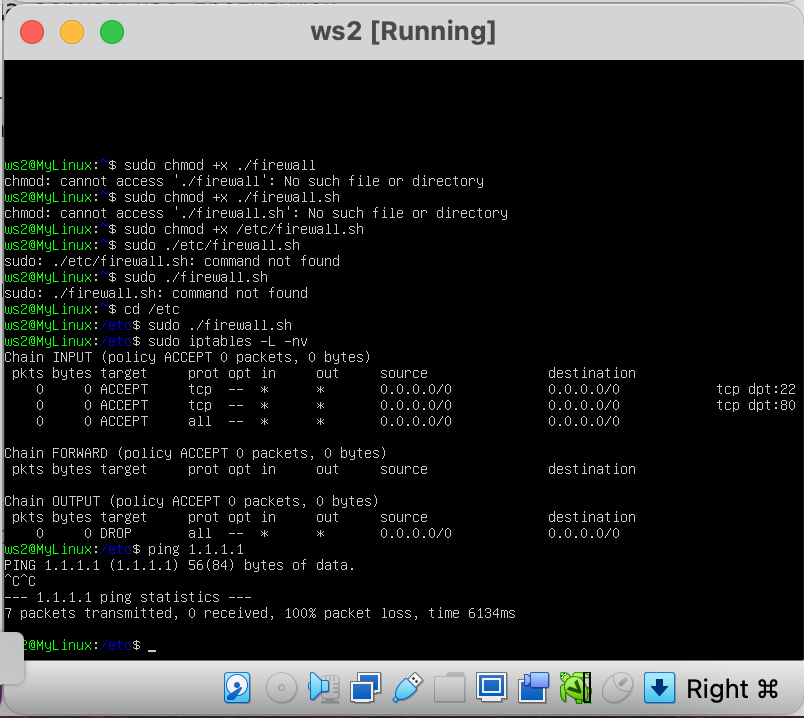 ws2 [Running]
ws2@MyLinux:~$ sudo chmod +x ./firewall
chmod: cannot access './firewall': No such file or directory
ws2@MyLinux:~$ sudo chmod +x ./firewall.sh
chmod: cannot access './firewall.sh': No such file or directory
ws2@MyLinux:~$ sudo chmod +x /etc/firewall.sh
ws2@MyLinux:~$ sudo ./etc/firewall.sh
sudo: ./etc/firewall.sh: command not found
ws2@MyLinux:~$ sudo ./firewall.sh
sudo: ./firewall.sh: command not found
ws2@MyLinux:~$ cd /etc
ws2@MyLinux:/etc$ sudo ./firewall.sh
ws2@MyLinux:/etc$ sudo iptables -L -nv
Chain INPUT (policy ACCEPT 0 packets, 0 bytes)
pkts bytes target prot opt in out source destination
0 0 ACCEPT tcp -- * * 0.0.0.0/0 0.0.0.0/0 tcp dpt:22
0 0 ACCEPT tcp -- * * 0.0.0.0/0 0.0.0.0/0 tcp dpt:80
0 0 ACCEPT all -- * * 0.0.0.0/0 0.0.0.0/0
Chain FORWARD (policy ACCEPT 0 packets, 0 bytes)
pkts bytes target prot opt in out source destination
Chain OUTPUT (policy ACCEPT 0 packets, 0 bytes)
pkts bytes target prot opt in out source destination
0 0 DROP all -- * * 0.0.0.0/0 0.0.0.0/0
ws2@MyLinux:/etc$ ping 1.1.1.1
PING 1.1.1.1 (1.1.1.1) 56(84) bytes of data.
^C^C
--- 1.1.1.1 ping statistics ---
7 packets transmitted, 0 received, 100% packet loss, time 6134ms
s2@MyLinux:/etc$ _
Right ⌘